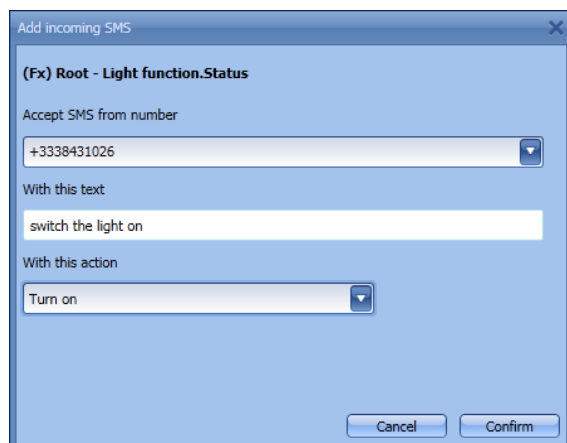 Add incoming SMS
(Fx) Root - Light function.Status
Accept SMS from number
+3338431026
With this text
switch the light on
With this action
Turn on
Cancel Confirm